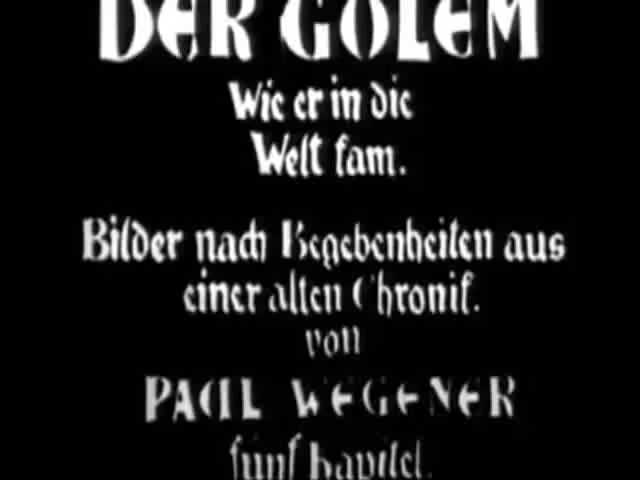 DER GOLEM
Wie er in die
Welt kam.
Bilder nach Begebenheiten aus
einer alten Chronik.
von
PAUL WEGENER
fünf Kapitel.